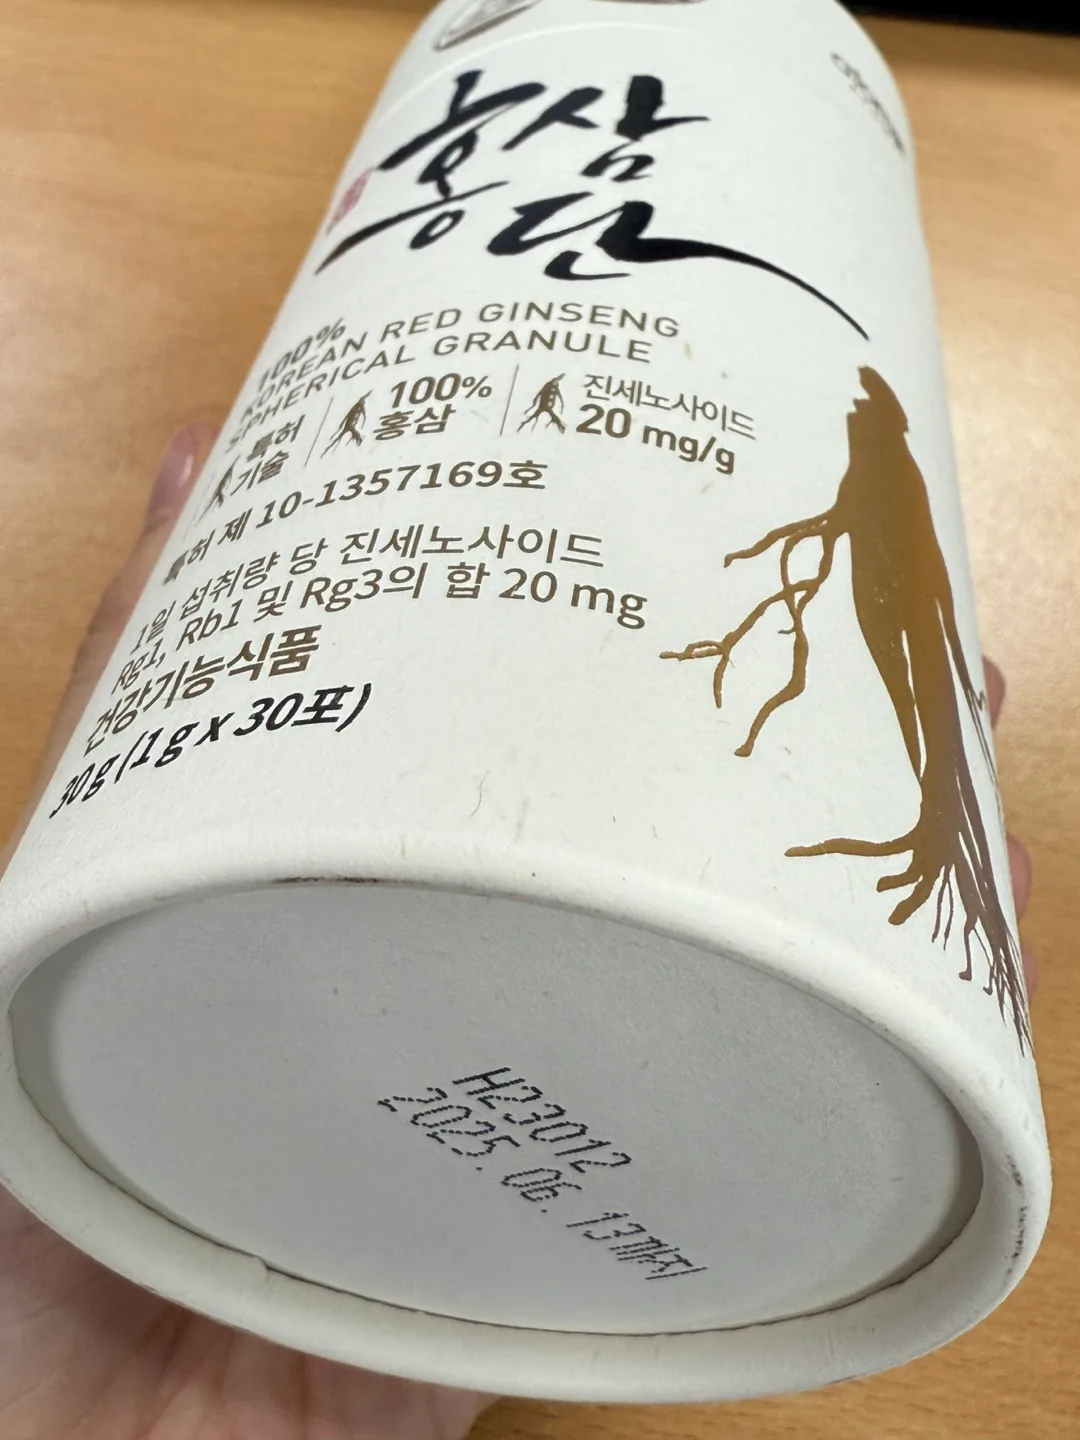 홍삼단
100%
KOREAN RED GINSENG
SPHERICAL GRANULE
특허
기술
100%
홍삼
진세노사이드
20 mg/g
특허 제 10-1357169호
1일 섭취량 당 진세노사이드
Rg1, Rb1 및 Rg3의 합 20 mg
건강기능식품
30g(1g x 30포)
H23012
2025. 06. 13까지